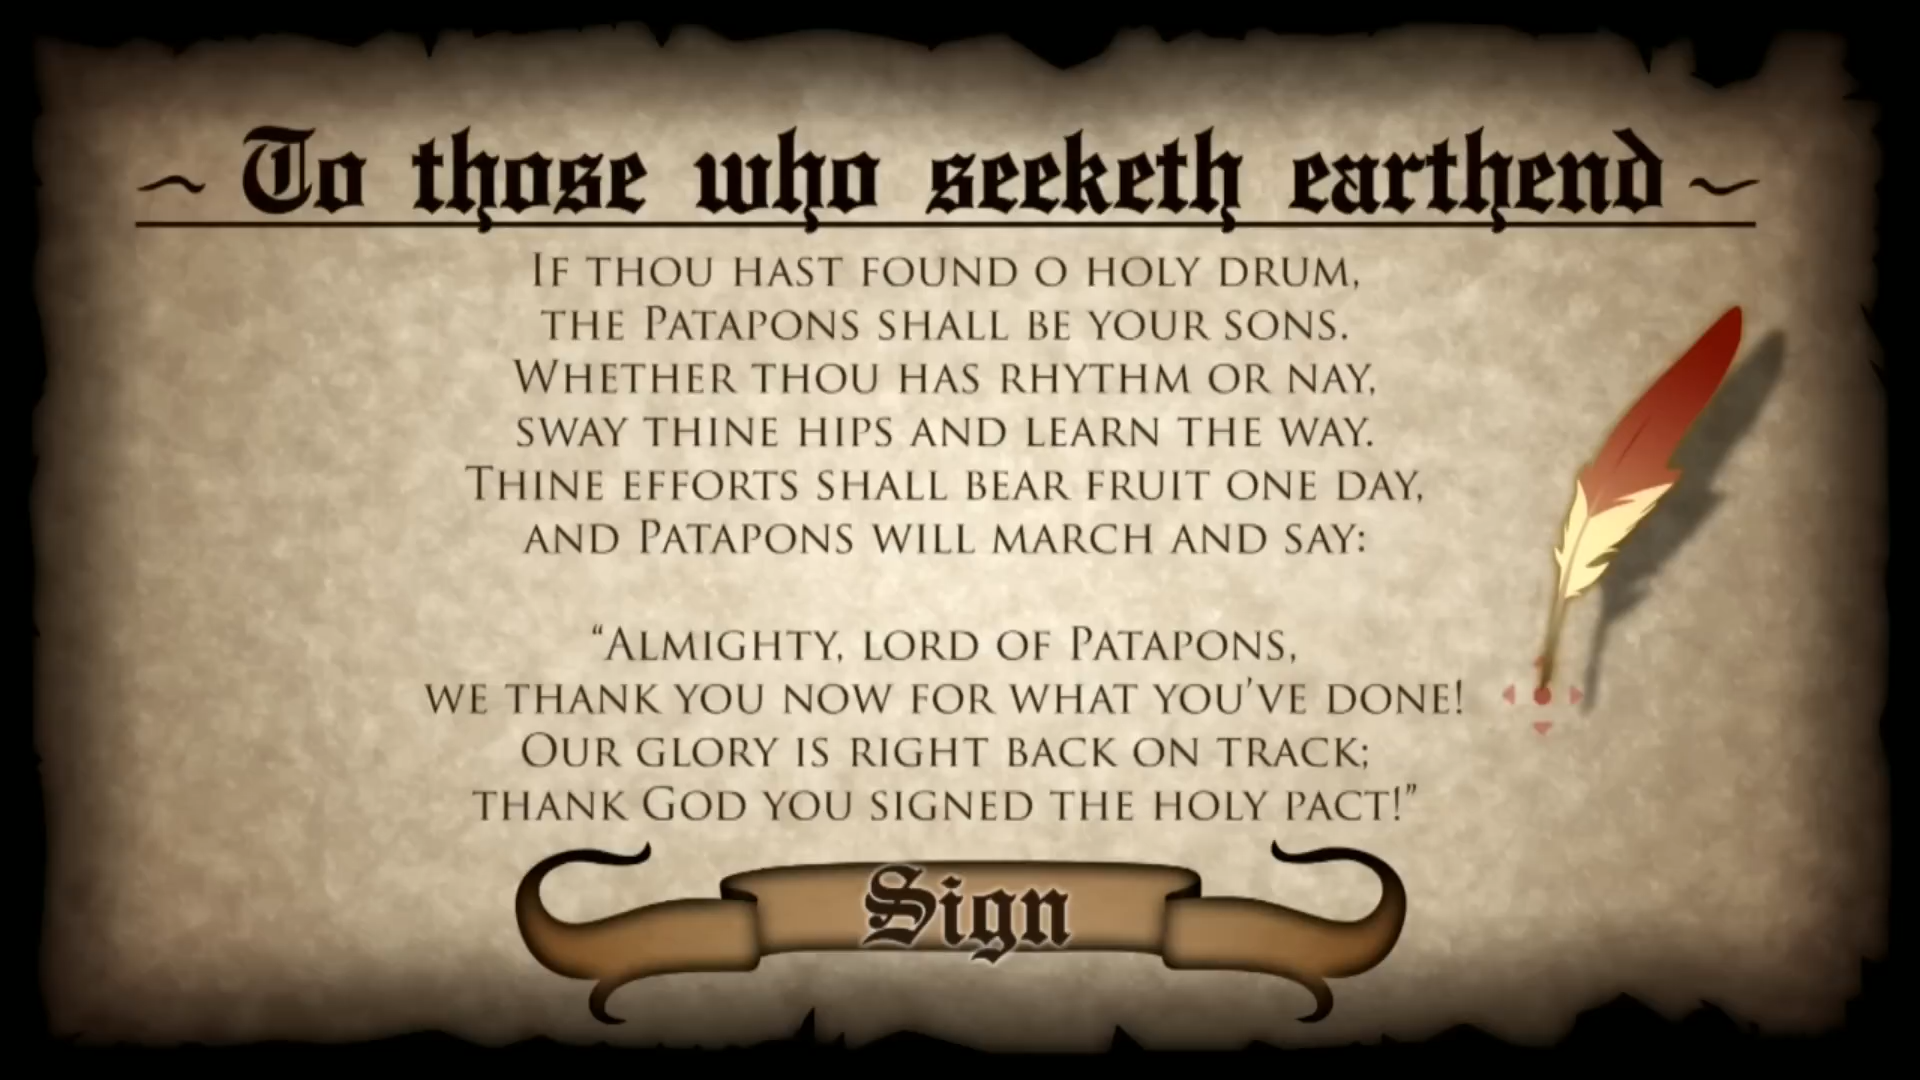 ~ To those who seeketh earthend ~
If thou hast found o holy drum,
the Patapons shall be your sons.
Whether thou has rhythm or nay,
sway thine hips and learn the way.
Thine efforts shall bear fruit one day,
and Patapons will march and say:
“Almighty, lord of Patapons,
we thank you now for what you’ve done!
Our glory is right back on track;
thank God you signed the holy pact!”
Sign